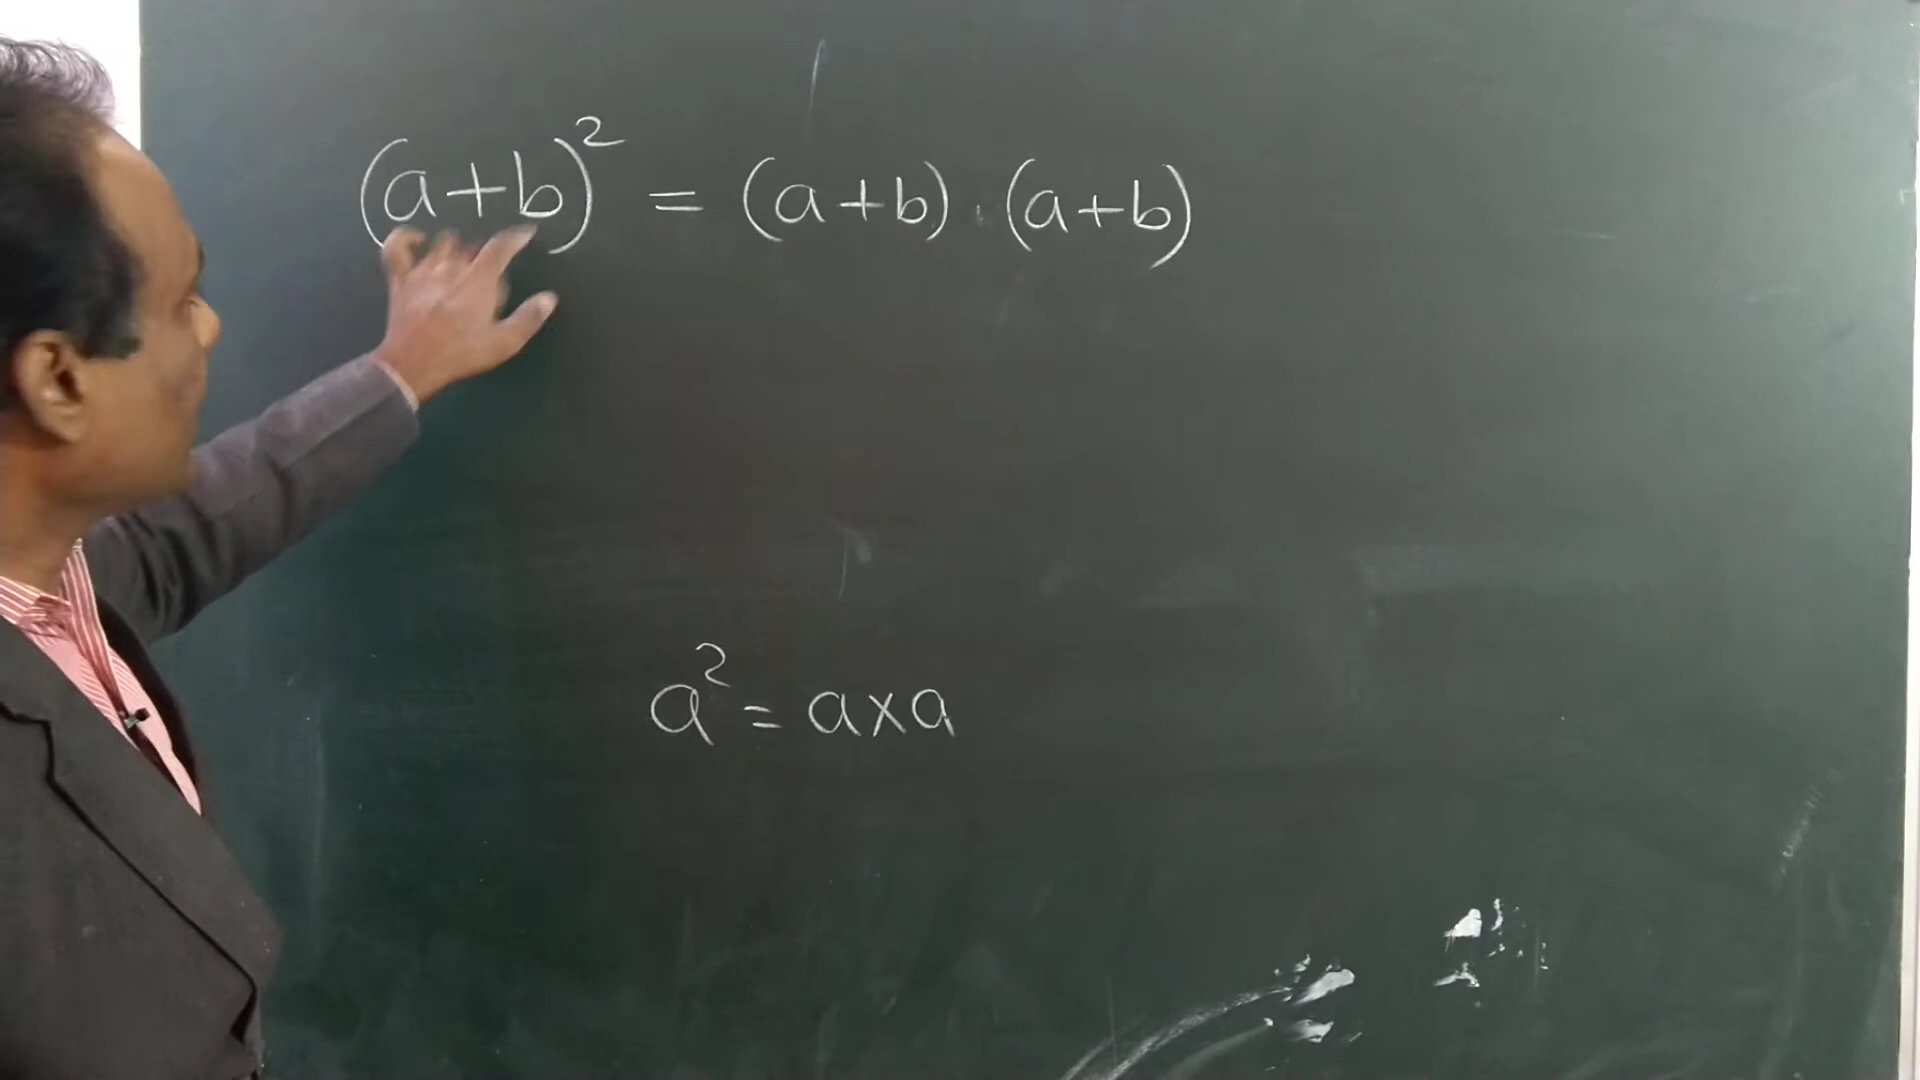 (a+b)² = (a+b) · (a+b)
a² = a×a